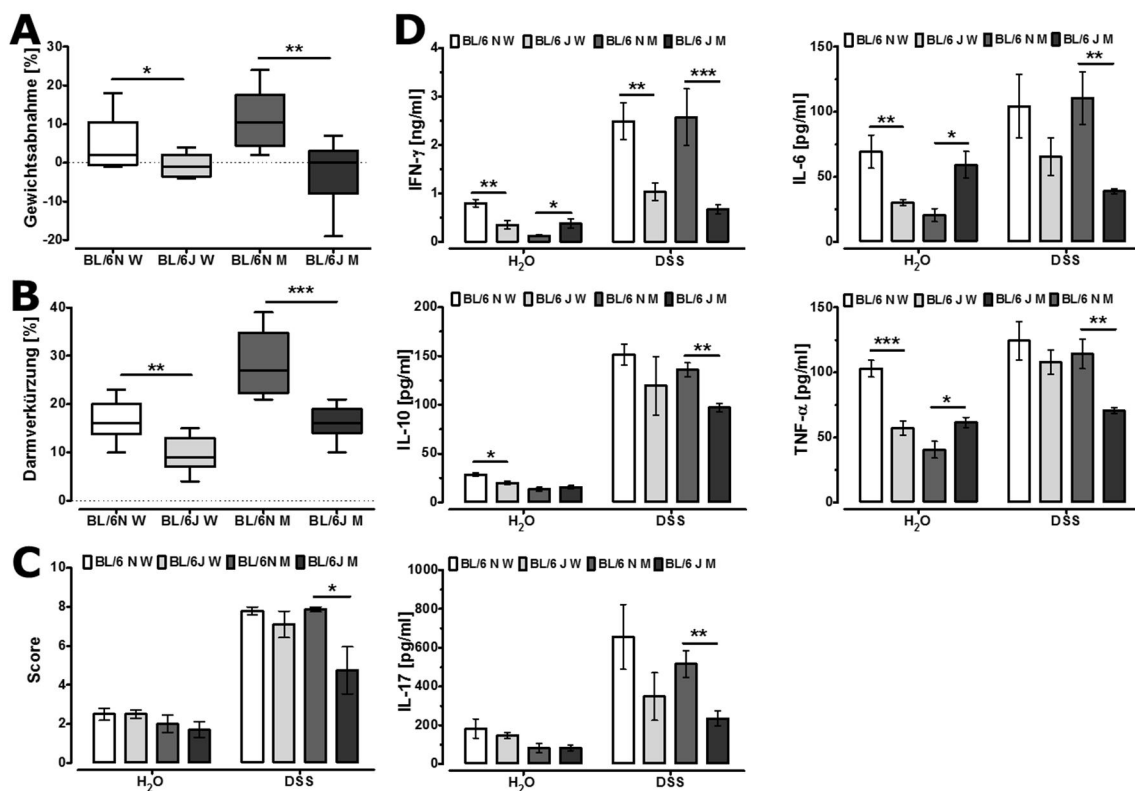 A
Gewichtsabnahme [%]
30
20
10
0
-10
-20
*
**
BL/6N W BL/6J W BL/6N M BL/6J M
B
Darmverkürzung [%]
40
30
20
10
0
**
***
BL/6N W BL/6J W BL/6N M BL/6J M
C
BL/6 N W BL/6J W BL/6N M BL/6J M
Score
10
8
6
4
2
0
*
H2O DSS
D
BL/6 N W BL/6 J W BL/6 N M BL/6 J M
IFN-γ [ng/ml]
4
3
2
1
0
** * ** ***
H2O DSS
BL/6 N W BL/6 J W BL/6 N M BL/6 J M
IL-6 [pg/ml]
150
100
50
0
** * **
H2O DSS
BL/6 N W BL/6 J W BL/6 N M BL/6 J M
IL-10 [pg/ml]
200
150
100
50
0
* **
H2O DSS
BL/6 N W BL/6 J W BL/6 J M BL/6 N M
TNF-α [pg/ml]
150
100
50
0
*** * **
H2O DSS
BL/6 N W BL/6 J W BL/6 N M BL/6 J M
IL-17 [pg/ml]
1000
800
600
400
200
0
**
H2O DSS